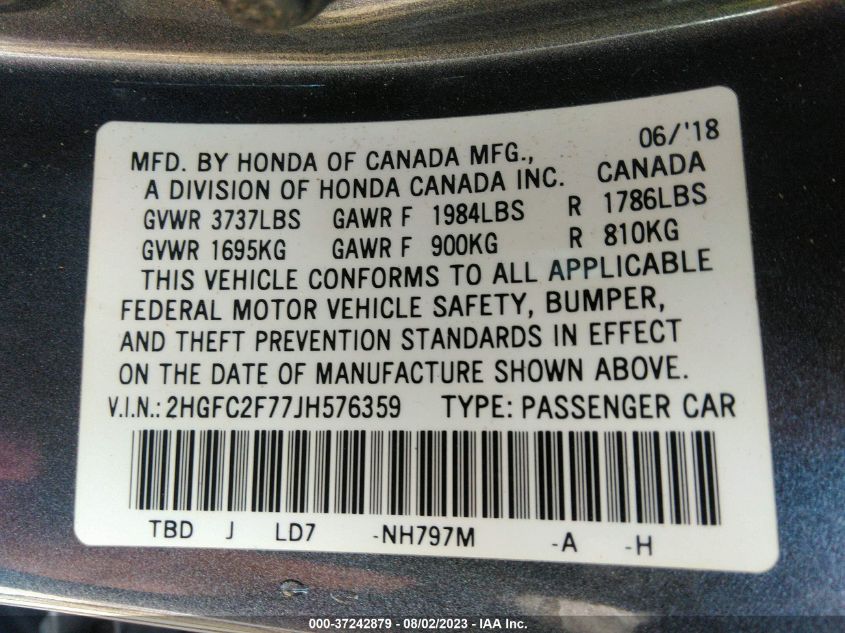 06/'18
MFD. BY HONDA OF CANADA MFG., CANADA
A DIVISION OF HONDA CANADA INC.
GVWR 3737LBS GAWR F 1984LBS R 1786LBS
GVWR 1695KG GAWR F 900KG R 810KG
THIS VEHICLE CONFORMS TO ALL APPLICABLE
FEDERAL MOTOR VEHICLE SAFETY, BUMPER,
AND THEFT PREVENTION STANDARDS IN EFFECT
ON THE DATE OF MANUFACTURE SHOWN ABOVE.
V.I.N.: 2HGFC2F77JH576359 TYPE: PASSENGER CAR
TBD J LD7 -NH797M -A -H
000-37242879 - 08/02/2023 - IAA Inc.